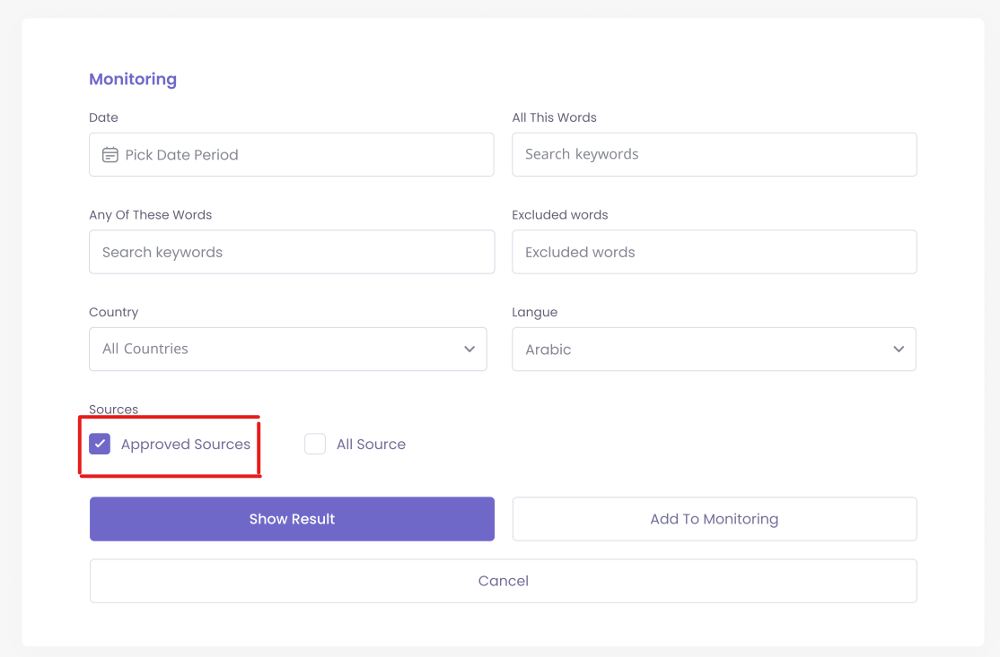 Monitoring
Date
All This Words
Pick Date Period
Search keywords
Any Of These Words
Excluded words
Search keywords
Excluded words
Country
Langue
All Countries
Arabic
Sources
Approved Sources
All Source
Show Result
Add To Monitoring
Cancel